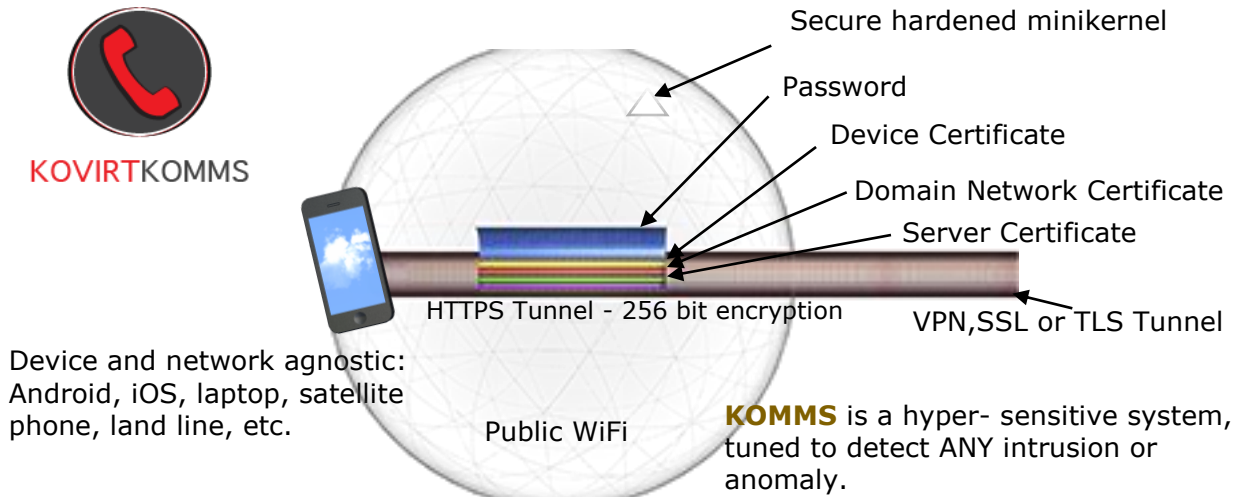 Secure hardened minikernel
Password
Device Certificate
KOVIRTKOMMS
Domain Network Certificate
Server Certificate
HTTPS Tunnel - 256 bit encryption
VPN,SSL or TLS Tunnel
Device and network agnostic:
Android, iOS, laptop, satellite
phone, land line, etc.
Public WiFi
KOMMS is a hyper- sensitive system,
tuned to detect ANY intrusion or
anomaly.